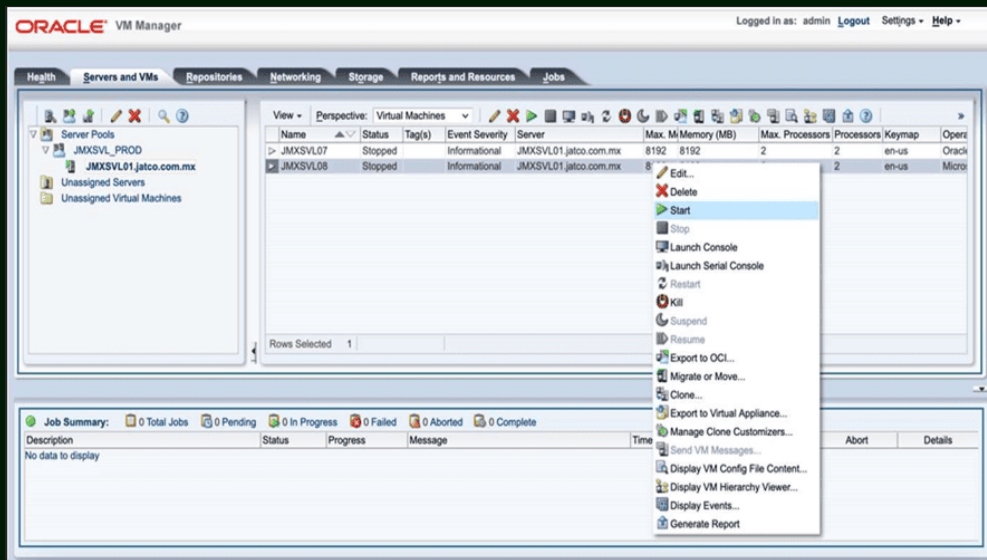 ORACLE VM Manager
Logged in as: admin Logout Settings Help
Health Servers and VMs Repositories Networking Storage Reports and Resources Jobs
View Perspective: Virtual Machines »
Server Pools
JMXSVL_PROD
JMXSVL01.jatco.com.mx
Unassigned Servers
Unassigned Virtual Machines
Name Status Tag(s) Event Severity Server Max. M Memory (MB) Max. Processors Processors Keymap Opera
JMXSVL07 Stopped Informational JMXSVL01.jatco.com.mx 8192 8192 2 2 en-us Oracl
JMXSVL08 Stopped Informational JMXSVL01.jatco.com.mx 2 en-us Micro
Edit...
Delete
Start
Stop
Launch Console
Launch Serial Console
Restart
Kill
Suspend
Resume
Export to OCI...
Migrate or Move...
Clone...
Export to Virtual Appliance...
Manage Clone Customizers...
Send VM Messages...
Display VM Config File Content...
Display VM Hierarchy Viewer...
Display Events...
Generate Report
Rows Selected 1
Job Summary: 0 Total Jobs 0 Pending 0 In Progress 0 Failed 0 Aborted 0 Complete
Description Status Progress Message Time Abort Details
No data to display